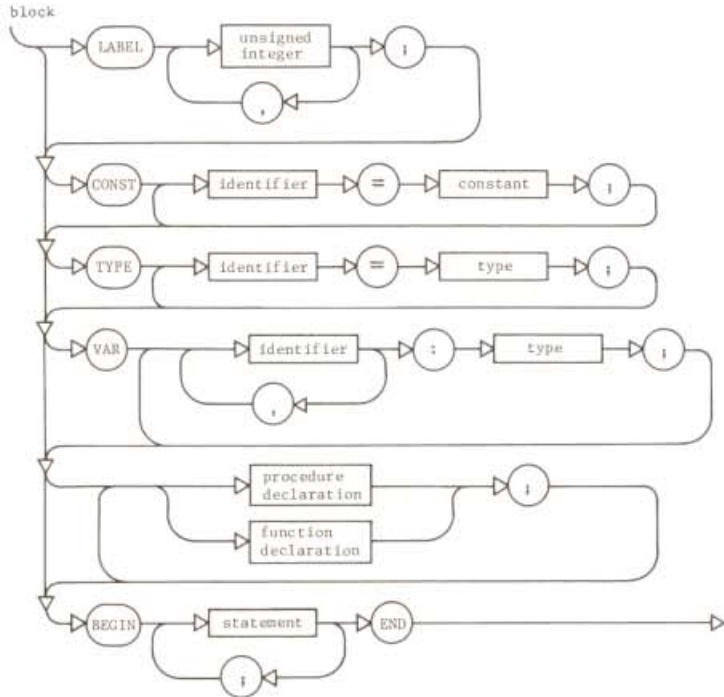 block
LABEL
unsigned
integer
;
,
CONST
identifier
=
constant
;
TYPE
identifier
=
type
;
VAR
identifier
:
type
;
,
procedure
declaration
;
function
declaration
BEGIN
statement
END
;